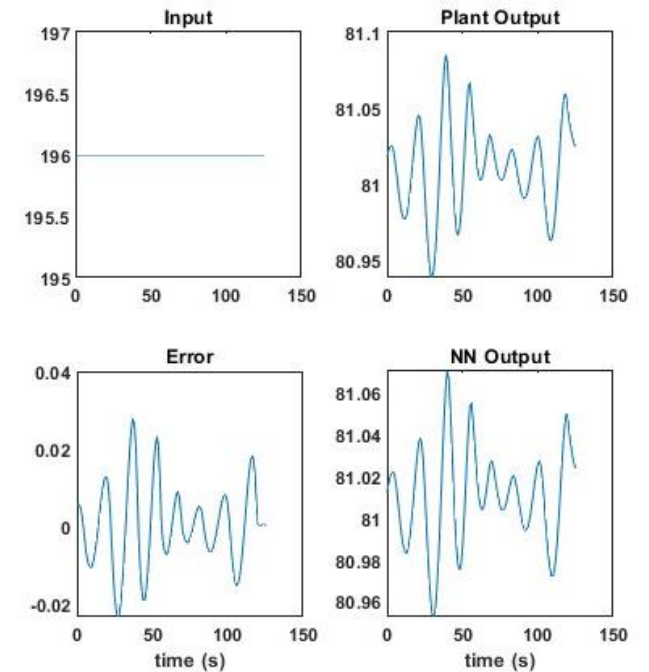 Input
197
196.5
196
195.5
195
0 50 100 150
Plant Output
81.1
81.05
81
80.95
0 50 100 150
Error
0.04
0.02
0
-0.02
0 50 100 150
time (s)
NN Output
81.06
81.04
81.02
81
80.98
80.96
0 50 100 150
time (s)